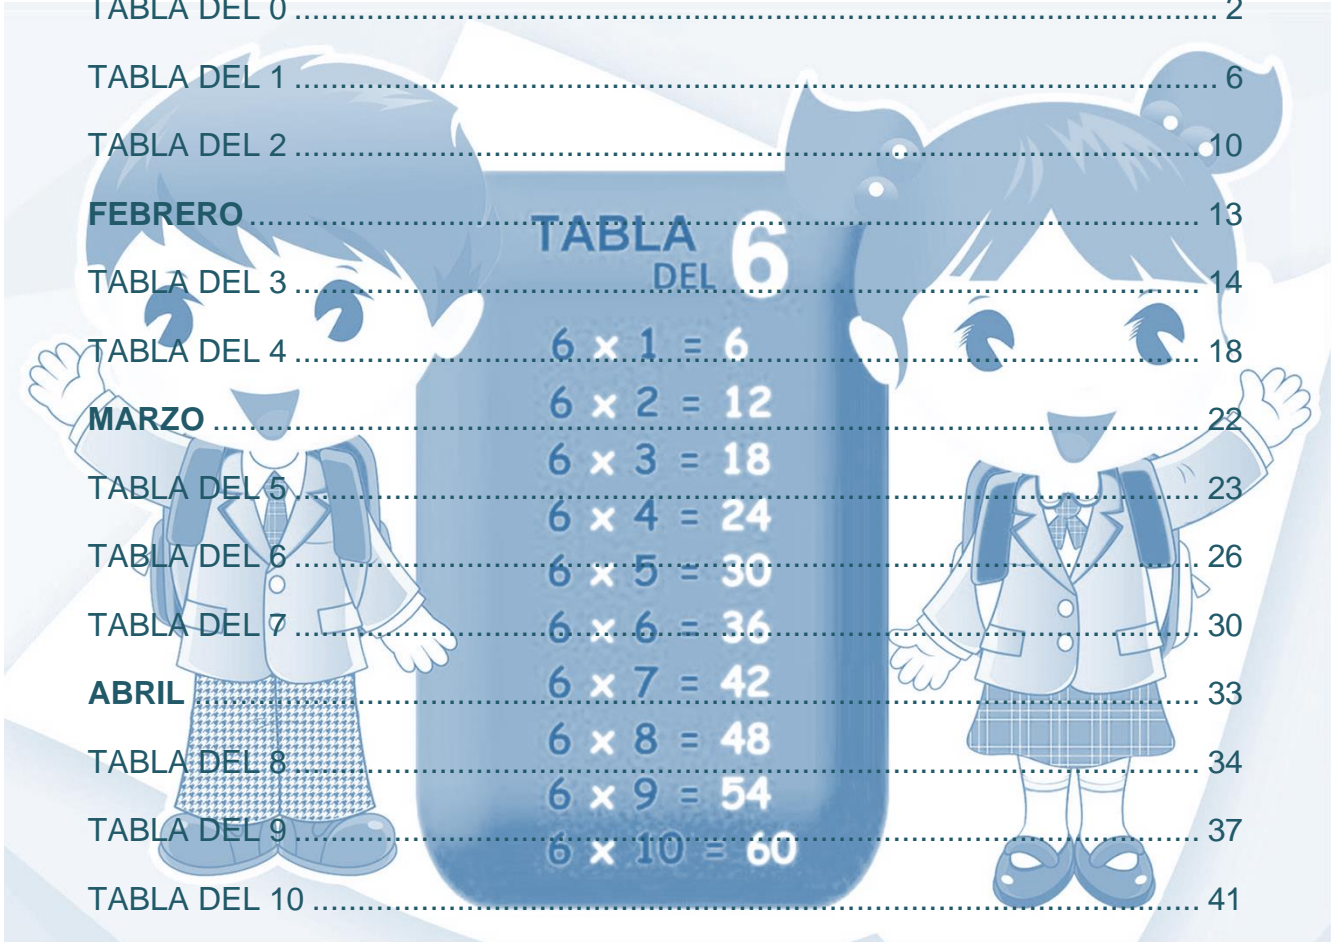 TABLA DEL 0 ........................................................................................................ 2
TABLA DEL 1 ........................................................................................................ 6
TABLA DEL 2 ........................................................................................................ 10
FEBRERO ........................................................................................................ 13
TABLA DEL 3 ........................................................................................................ 14
TABLA DEL 4 ........................................................................................................ 18
MARZO ........................................................................................................ 22
TABLA DEL 5 ........................................................................................................ 23
TABLA DEL 6 ........................................................................................................ 26
TABLA DEL 7 ........................................................................................................ 30
ABRIL ........................................................................................................ 33
TABLA DEL 8 ........................................................................................................ 34
TABLA DEL 9 ........................................................................................................ 37
TABLA DEL 10 ........................................................................................................ 41
TABLA
DEL 6
6 x 1 = 6
6 x 2 = 12
6 x 3 = 18
6 x 4 = 24
6 x 5 = 30
6 x 6 = 36
6 x 7 = 42
6 x 8 = 48
6 x 9 = 54
6 x 10 = 60